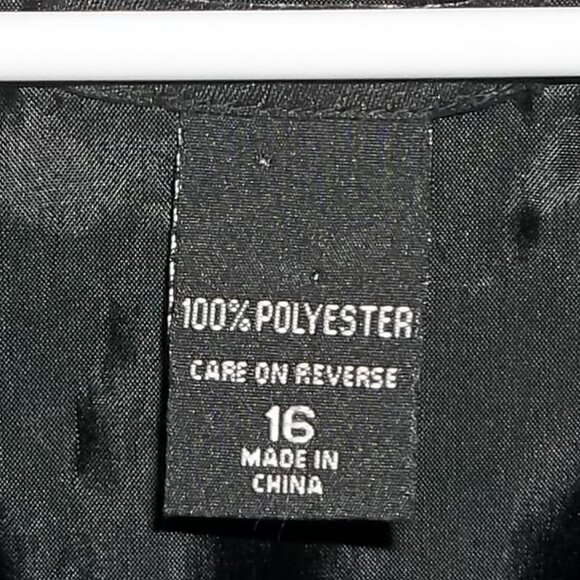 100% POLYESTER
CARE ON REVERSE
16
MADE IN
CHINA